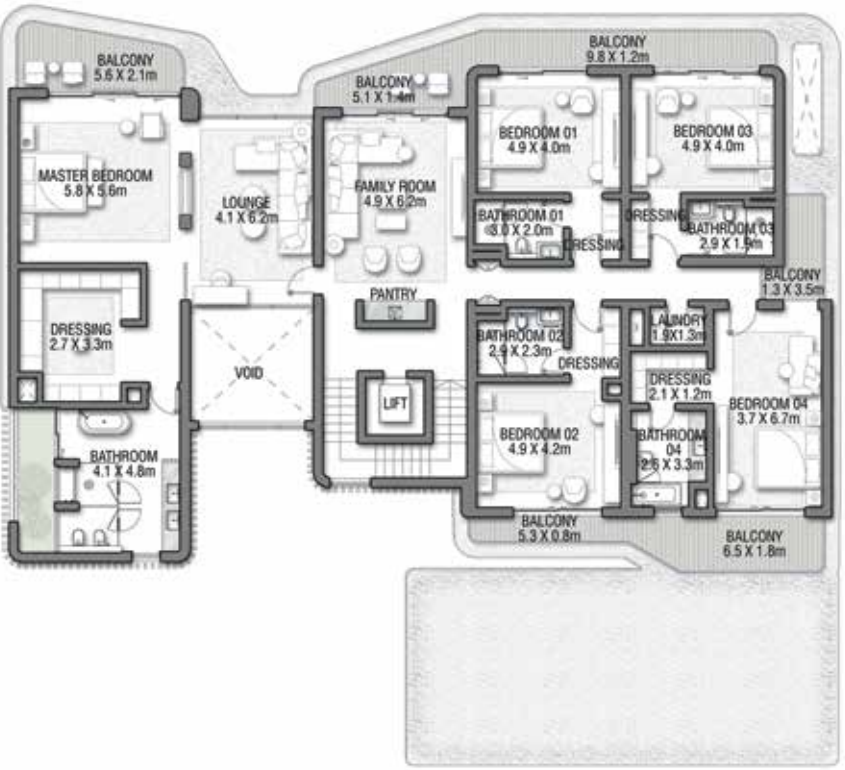 BALCONY
5.6 X 2.1m
BALCONY
5.1 X 1.4m
BALCONY
9.8 X 1.2m
MASTER BEDROOM
5.8 X 5.6m
LOUNGE
4.1 X 6.2m
FAMILY ROOM
4.9 X 6.2m
BEDROOM 01
4.9 X 4.0m
BEDROOM 03
4.9 X 4.0m
BATHROOM 01
3.0 X 2.0m
DRESSING
DRESSING
BATHROOM 03
2.9 X 1.9m
BALCONY
1.3 X 3.5m
PANTRY
DRESSING
2.7 X 3.3m
VOID
LIFT
BATHROOM 02
2.9 X 2.3m
DRESSING
LAUNDRY
1.9X1.3m
DRESSING
2.1 X 1.2m
BEDROOM 04
3.7 X 6.7m
BEDROOM 02
4.9 X 4.2m
BATHROOM
04
2.6 X 3.3m
BATHROOM
4.1 X 4.8m
BALCONY
5.3 X 0.8m
BALCONY
6.5 X 1.8m